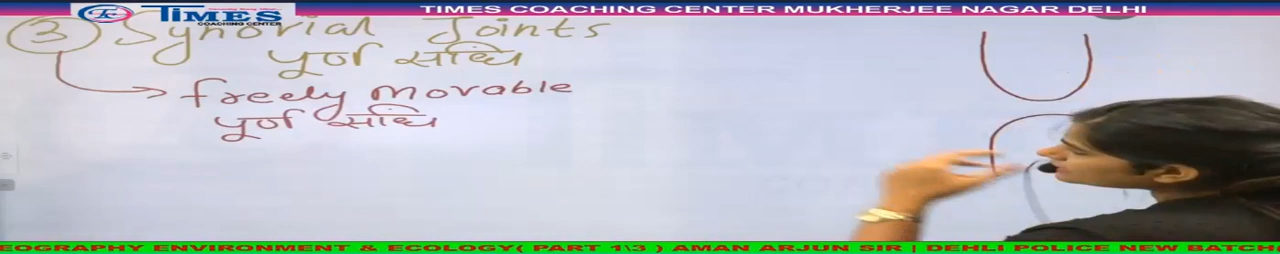 TIMES
COACHING CENTER
TIMES COACHING CENTER MUKHERJEE NAGAR DELHI
3 Synovial Joints
पूर्ण संधि
freely movable
पूर्ण संधि
EOGRAPHY ENVIRONMENT & ECOLOGY( PART 1\3 ) AMAN ARJUN SIR | DEHLI POLICE NEW BATCH